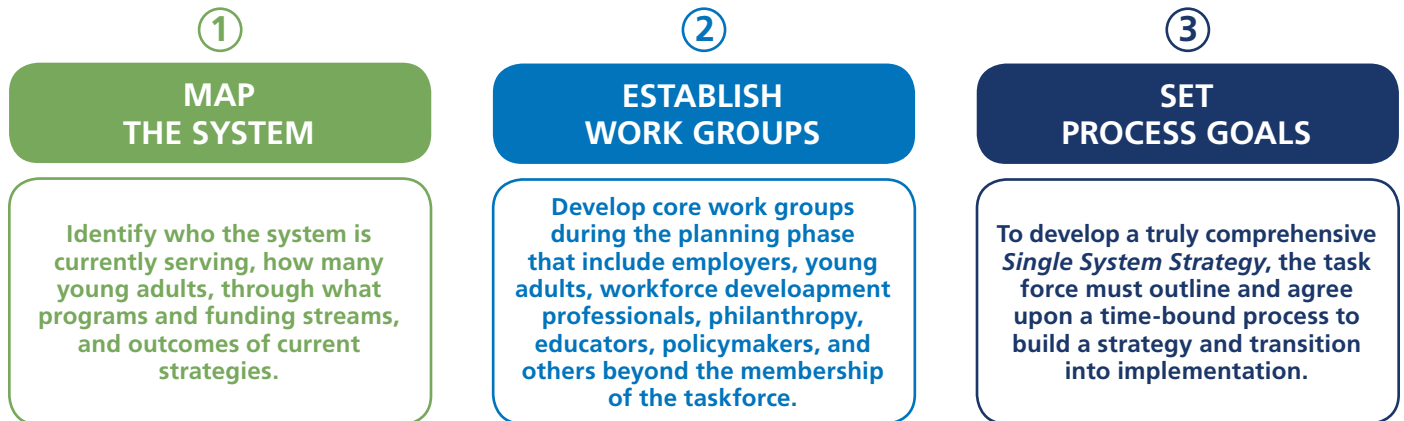 1
MAP
THE SYSTEM
Identify who the system is
currently serving, how many
young adults, through what
programs and funding streams,
and outcomes of current
strategies.
2
ESTABLISH
WORK GROUPS
Develop core work groups
during the planning phase
that include employers, young
adults, workforce develoapment
professionals, philanthropy,
educators, policymakers, and
others beyond the membership
of the taskforce.
3
SET
PROCESS GOALS
To develop a truly comprehensive
Single System Strategy, the task
force must outline and agree
upon a time-bound process to
build a strategy and transition
into implementation.